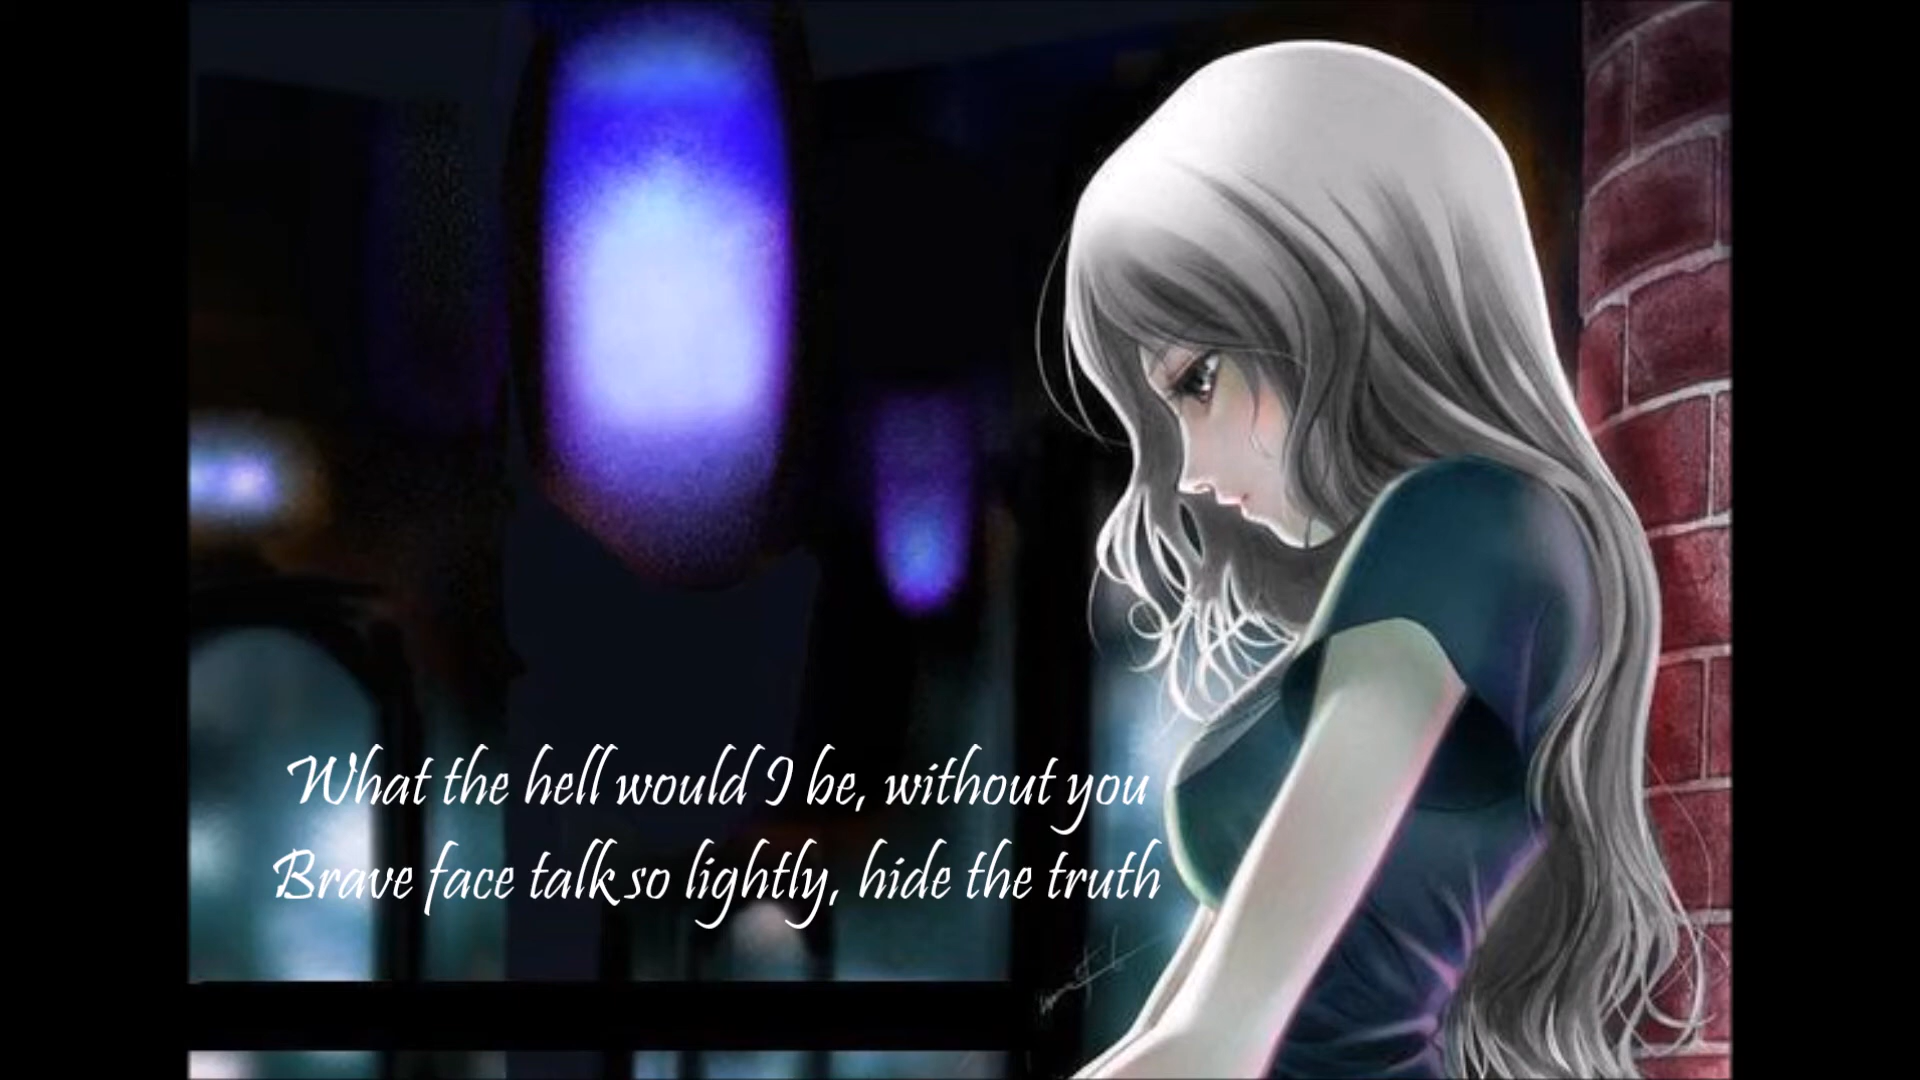 What the hell would I be, without you
Brave face talk so lightly, hide the truth